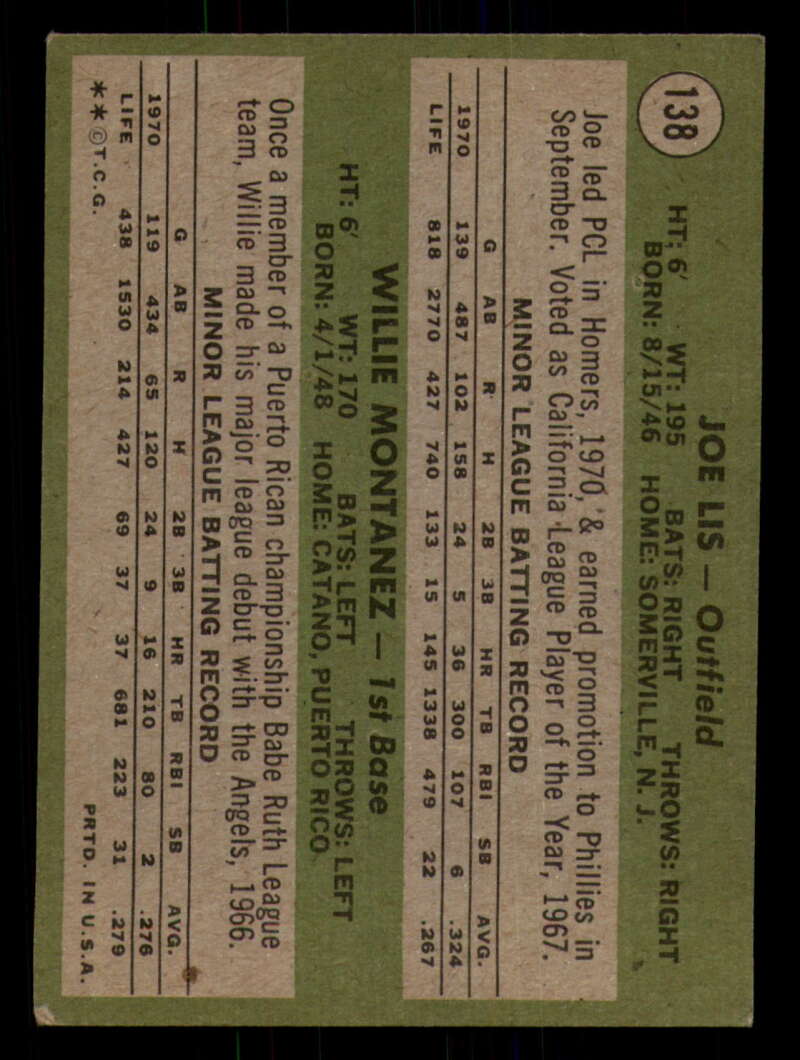 138
JOE LIS — Outfield
HT: 6' WT: 195 BATS: RIGHT THROWS: RIGHT
BORN: 8/15/46 HOME: SOMERVILLE, N. J.
Joe led PCL in Homers, 1970, & earned promotion to Phillies in
September. Voted as California League Player of the Year, 1967.
MINOR LEAGUE BATTING RECORD
G AB R H 2B 3B HR TB RBI SB AVG.
1970 139 487 102 158 24 5 36 300 107 6 .324
LIFE 818 2770 427 740 133 15 145 1338 479 22 .267
WILLIE MONTANEZ — 1st Base
HT: 6' WT: 170 BATS: LEFT THROWS: LEFT
BORN: 4/1/48 HOME: CATANO, PUERTO RICO
Once a member of a Puerto Rican championship Babe Ruth League
team, Willie made his major league debut with the Angels, 1966.
MINOR LEAGUE BATTING RECORD
G AB R H 2B 3B HR TB RBI SB AVG.
1970 119 434 65 120 24 9 16 210 80 2 .276
LIFE 438 1530 214 427 69 37 37 681 223 31 .279
**©T.C.G. PRTD. IN U.S.A.